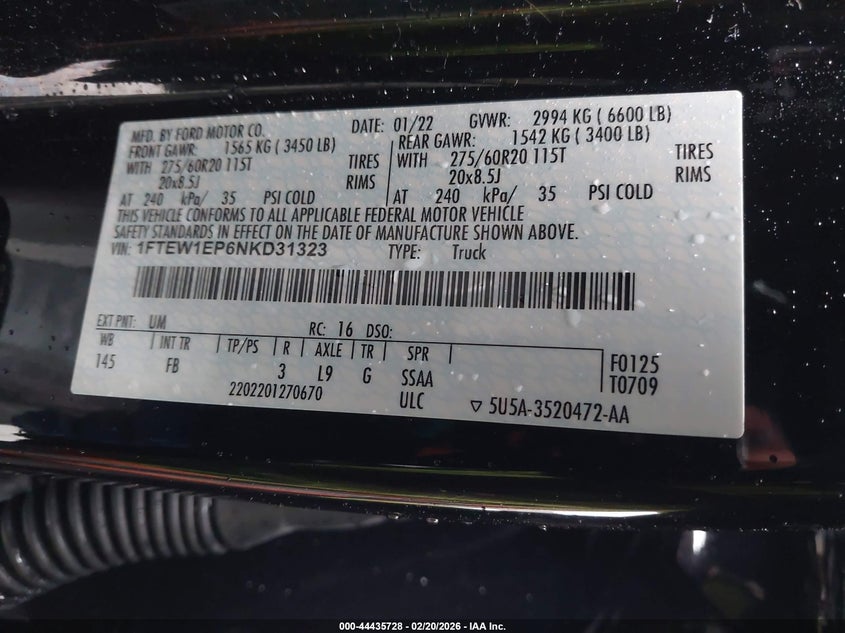 MFD. BY FORD MOTOR CO. DATE: 01/22 GVWR: 2994 KG ( 6600 LB)
FRONT GAWR: 1565 KG ( 3450 LB) REAR GAWR: 1542 KG ( 3400 LB)
WITH 275/60R20 115T TIRES WITH 275/60R20 115T TIRES
20x8.5J RIMS 20x8.5J RIMS
AT 240 kPa/ 35 PSI COLD AT 240 kPa/ 35 PSI COLD
THIS VEHICLE CONFORMS TO ALL APPLICABLE FEDERAL MOTOR VEHICLE
SAFETY STANDARDS IN EFFECT ON THE DATE OF MANUFACTURE SHOWN ABOVE.
VIN: 1FTEW1EP6NKD31323 TYPE: Truck
EXT PNT: UM RC: 16 DSO:
WB INT TR TP/PS R AXLE TR SPR
145 FB 3 L9 G SSAA F0125
2202201270670 ULC T0709
▽ 5U5A-3520472-AA
000-44435728 - 02/20/2026 - IAA Inc.